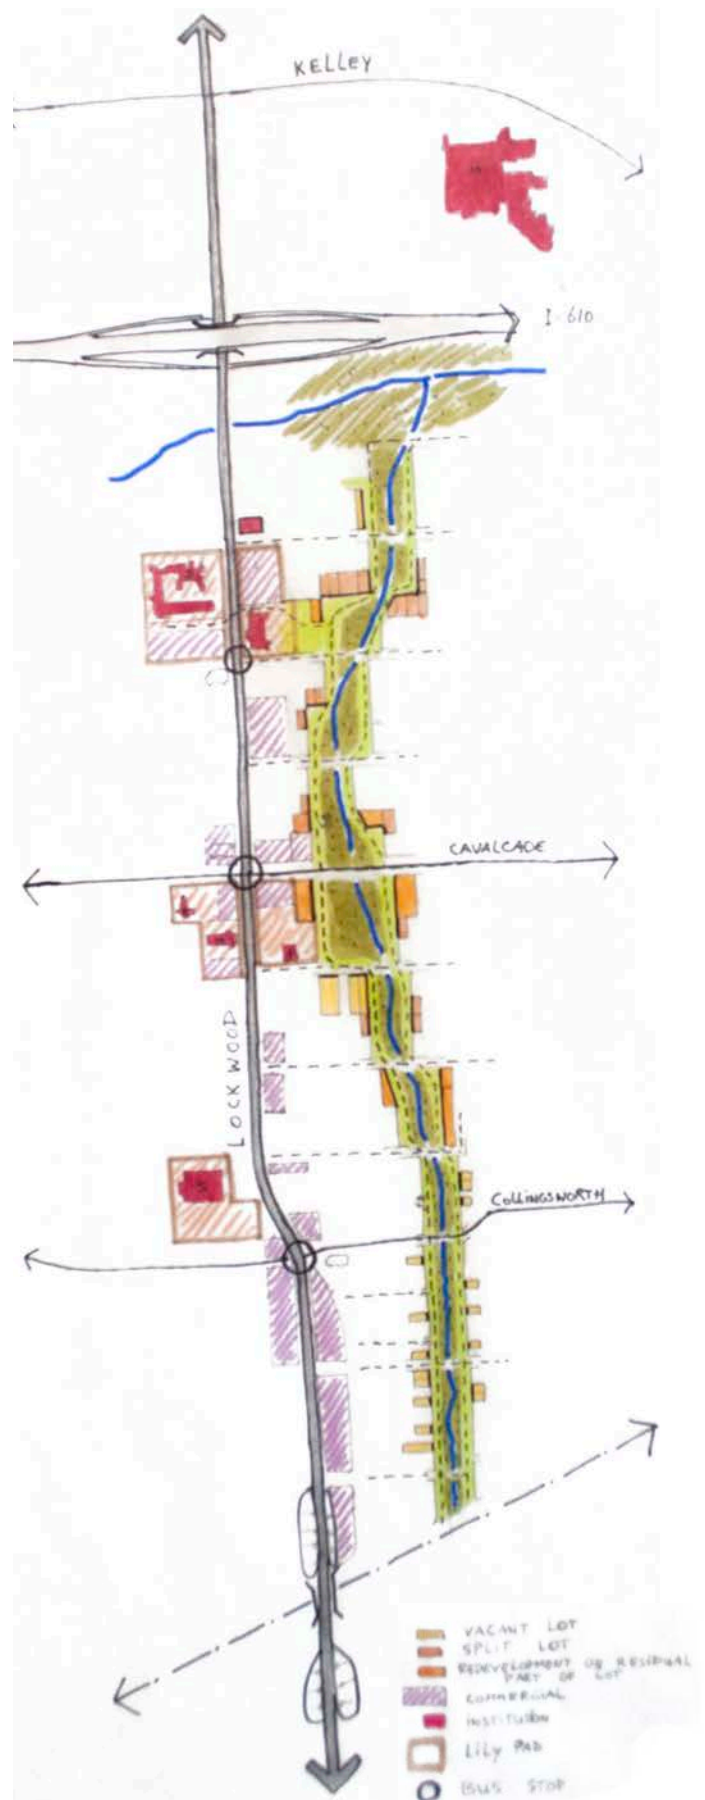 KELLEY
I-610
CAVALCADE
LOCKWOOD
COLLINGSWORTH
VACANT LOT
SPLIT LOT
REDEVELOPMENT OR RESIDUAL
PART OF LOT
COMMERCIAL
INSTITUTION
LILY PAD
BUS STOP